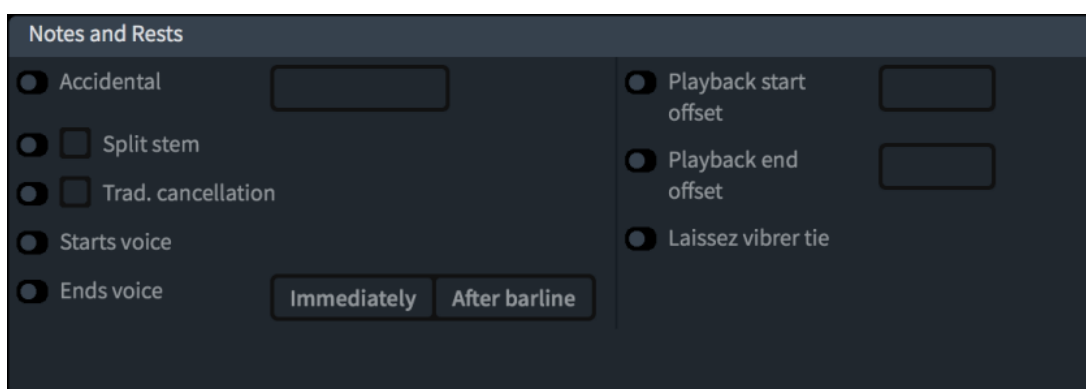 Notes and Rests
Accidental
Split stem
Trad. cancellation
Starts voice
Ends voice
Immediately
After barline
Playback start
offset
Playback end
offset
Laissez vibrer tie